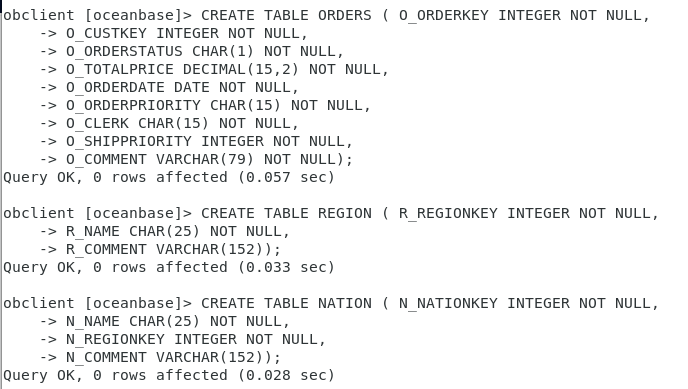 obclient [oceanbase]> CREATE TABLE ORDERS ( O_ORDERKEY INTEGER NOT NULL,
    -> O_CUSTKEY INTEGER NOT NULL,
    -> O_ORDERSTATUS CHAR(1) NOT NULL,
    -> O_TOTALPRICE DECIMAL(15,2) NOT NULL,
    -> O_ORDERDATE DATE NOT NULL,
    -> O_ORDERPRIORITY CHAR(15) NOT NULL,
    -> O_CLERK CHAR(15) NOT NULL,
    -> O_SHIPPRIORITY INTEGER NOT NULL,
    -> O_COMMENT VARCHAR(79) NOT NULL);
Query OK, 0 rows affected (0.057 sec)

obclient [oceanbase]> CREATE TABLE REGION ( R_REGIONKEY INTEGER NOT NULL,
    -> R_NAME CHAR(25) NOT NULL,
    -> R_COMMENT VARCHAR(152));
Query OK, 0 rows affected (0.033 sec)

obclient [oceanbase]> CREATE TABLE NATION ( N_NATIONKEY INTEGER NOT NULL,
    -> N_NAME CHAR(25) NOT NULL,
    -> N_REGIONKEY INTEGER NOT NULL,
    -> N_COMMENT VARCHAR(152));
Query OK, 0 rows affected (0.028 sec)